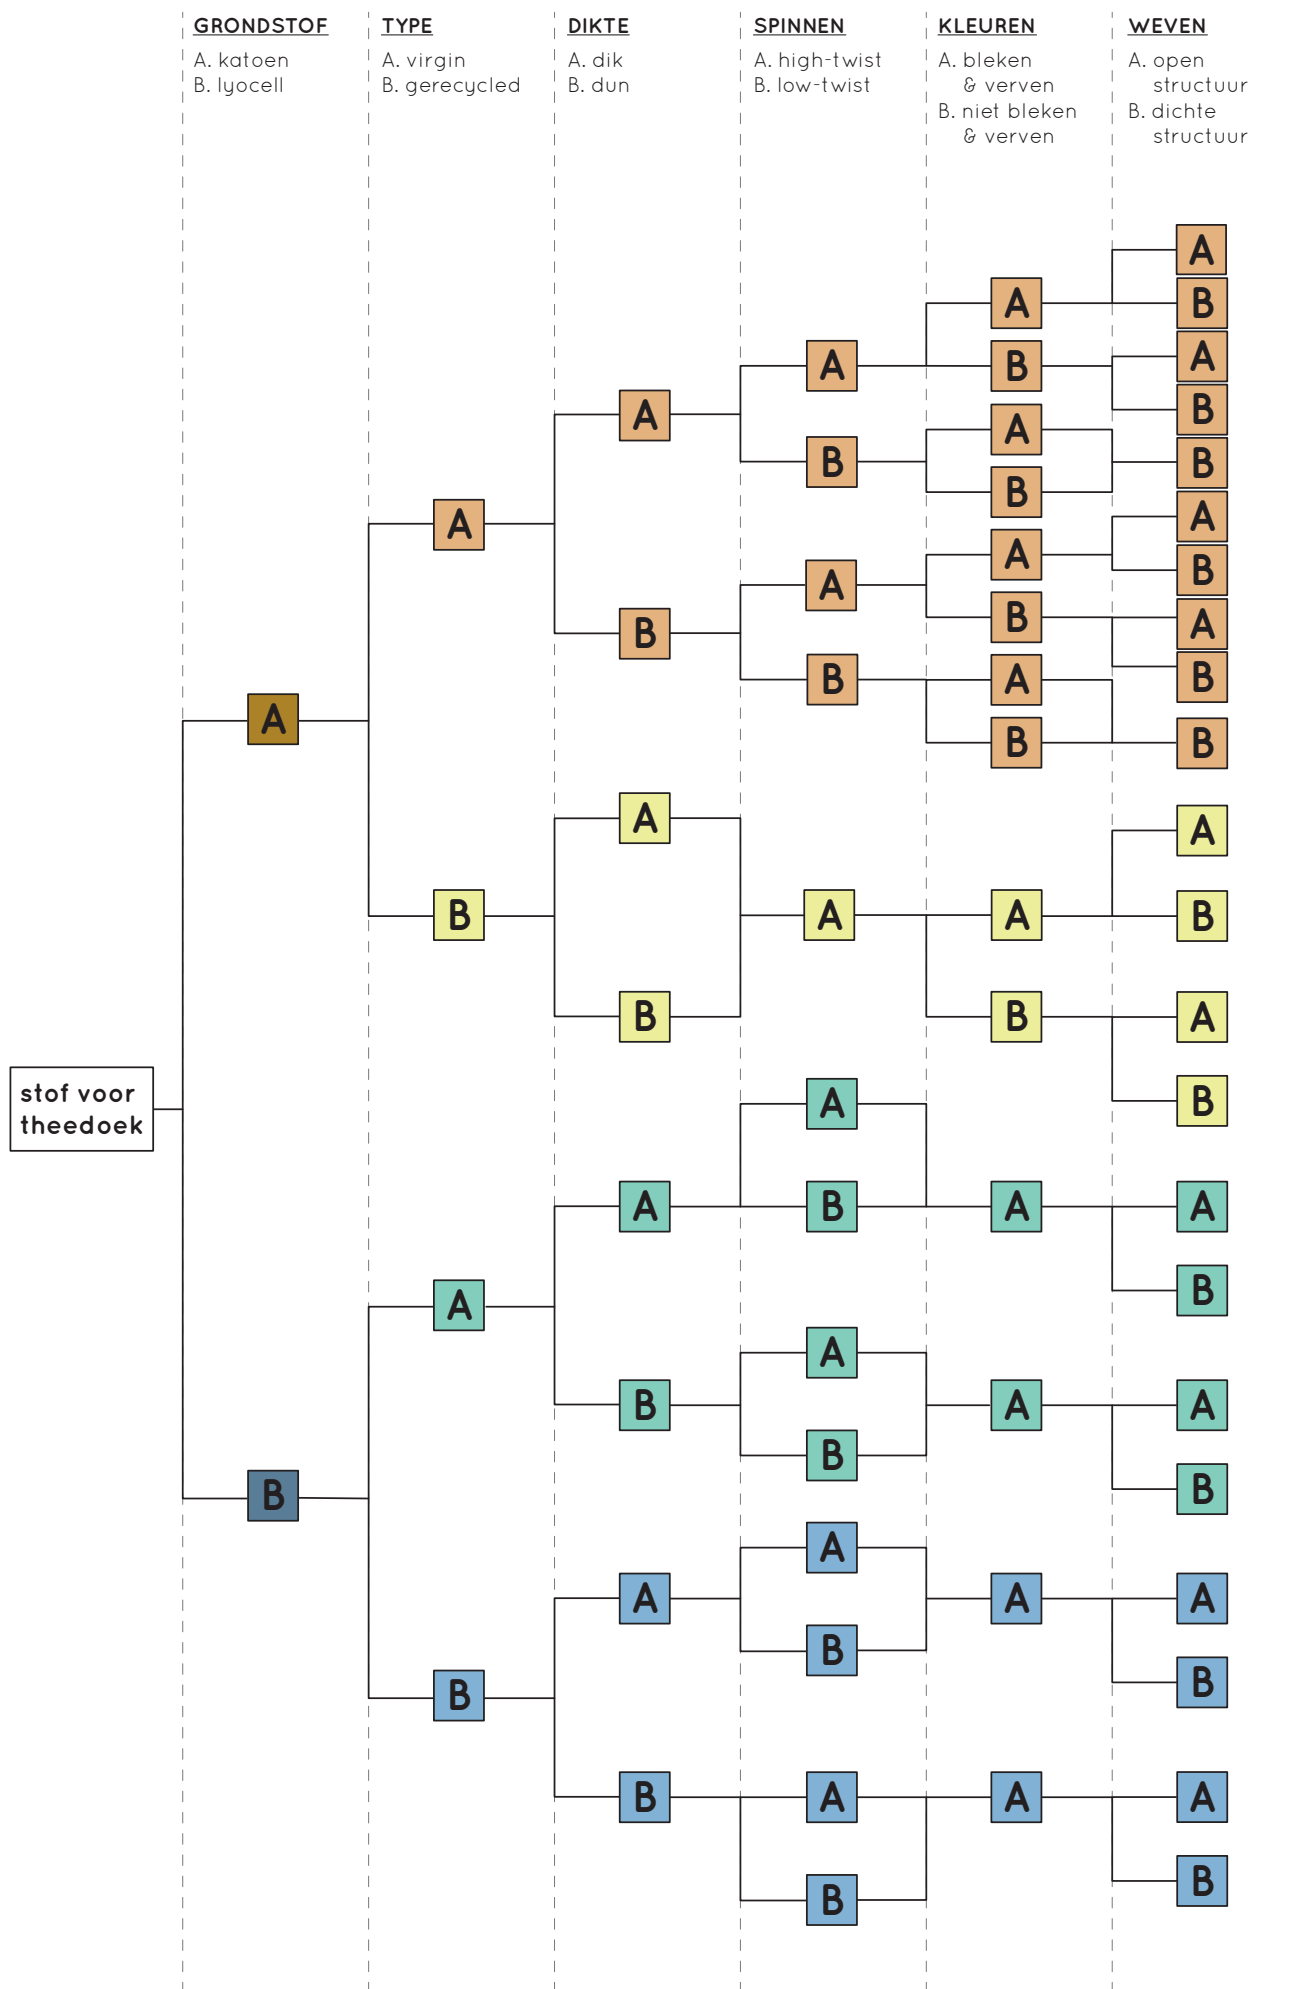 GRONDSTOF
A. katoen
B. lyocell
TYPE
A. virgin
B. gerecycled
DIKTE
A. dik
B. dun
SPINNEN
A. high-twist
B. low-twist
KLEUREN
A. bleken
& verven
B. niet bleken
& verven
WEVEN
A. open
structuur
B. dichte
structuur
stof voor
theedoek
A
B
A
B
A
B
A
B
A
B
A
B
A
B
A
B
A
B
A
A
B
A
B
A
B
A
B
A
B
A
B
A
B
A
B
A
B
A
A
A
A
A
B
A
B
B
A
B
A
B
B
A
B
A
B
A
B
A
B
A
B
A
B